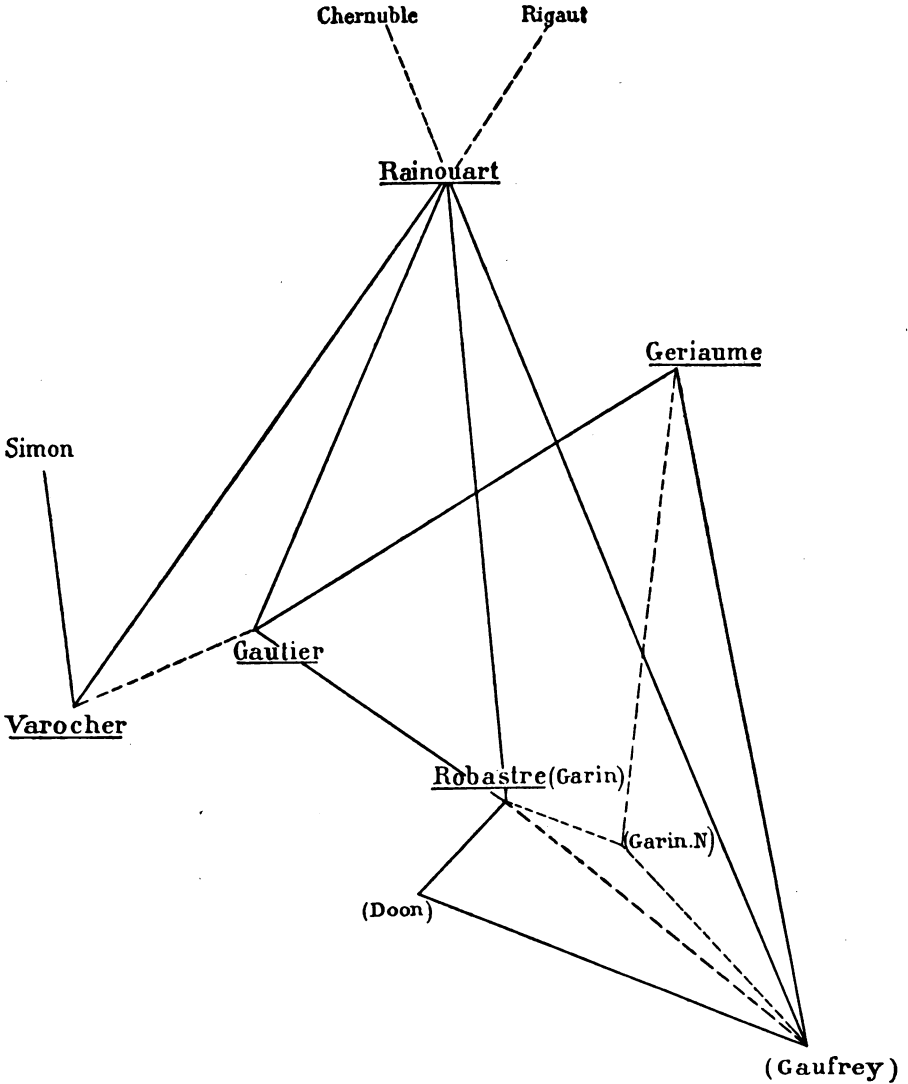 Chernuble Rigaut
Rainouart
Geriaume
Simon
Gautier
Varocher
Robastre (Garin)
(Garin.N)
(Doon)
(Gaufrey)